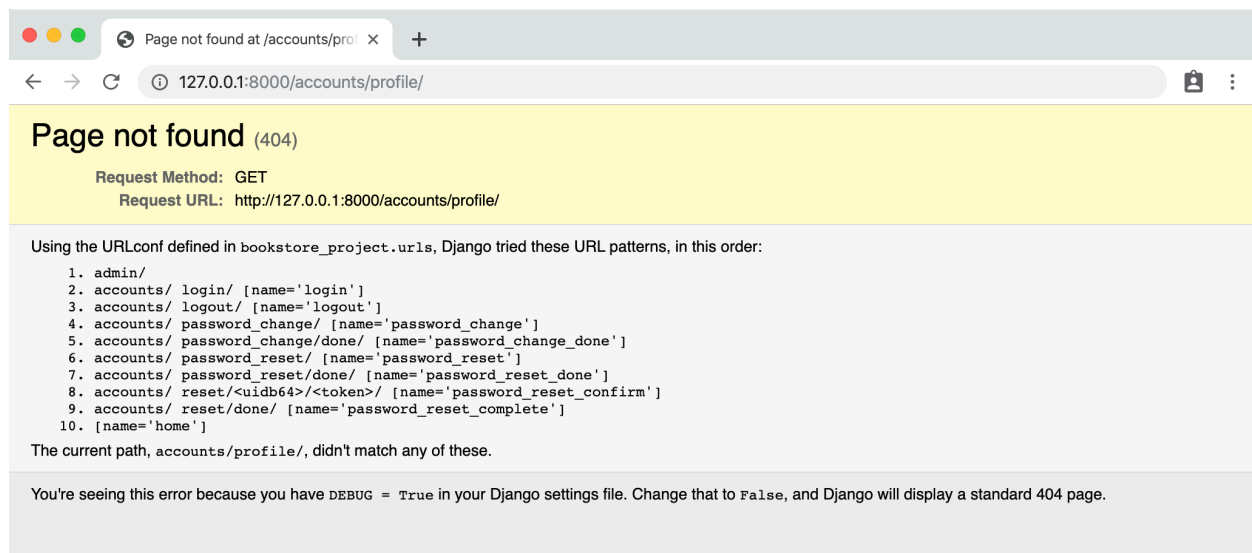 Page not found at /accounts/prof
127.0.0.1:8000/accounts/profile/
Page not found (404)
Request Method: GET
Request URL: http://127.0.0.1:8000/accounts/profile/
Using the URLconf defined in bookstore_project.urls, Django tried these URL patterns, in this order:
1. admin/
2. accounts/ login/ [name='login']
3. accounts/ logout/ [name='logout']
4. accounts/ password_change/ [name='password_change']
5. accounts/ password_change/done/ [name='password_change_done']
6. accounts/ password_reset/ [name='password_reset']
7. accounts/ password_reset/done/ [name='password_reset_done']
8. accounts/ reset/<uidb64>/<token>/ [name='password_reset_confirm']
9. accounts/ reset/done/ [name='password_reset_complete']
10. [name='home']
The current path, accounts/profile/, didn't match any of these.
You're seeing this error because you have DEBUG = True in your Django settings file. Change that to False, and Django will display a standard 404 page.